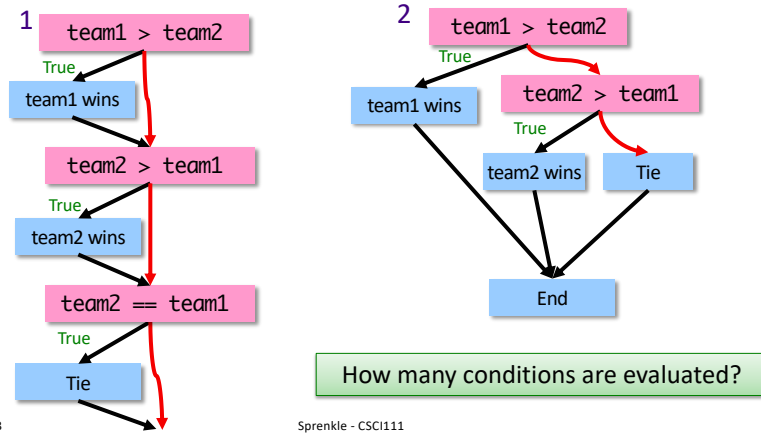 1
team1 > team2
True
team1 wins
team2 > team1
True
team2 wins
team2 == team1
True
Tie
2
team1 > team2
True
team1 wins
team2 > team1
True
team2 wins
Tie
End
How many conditions are evaluated?
Sprenkle - CSCI111